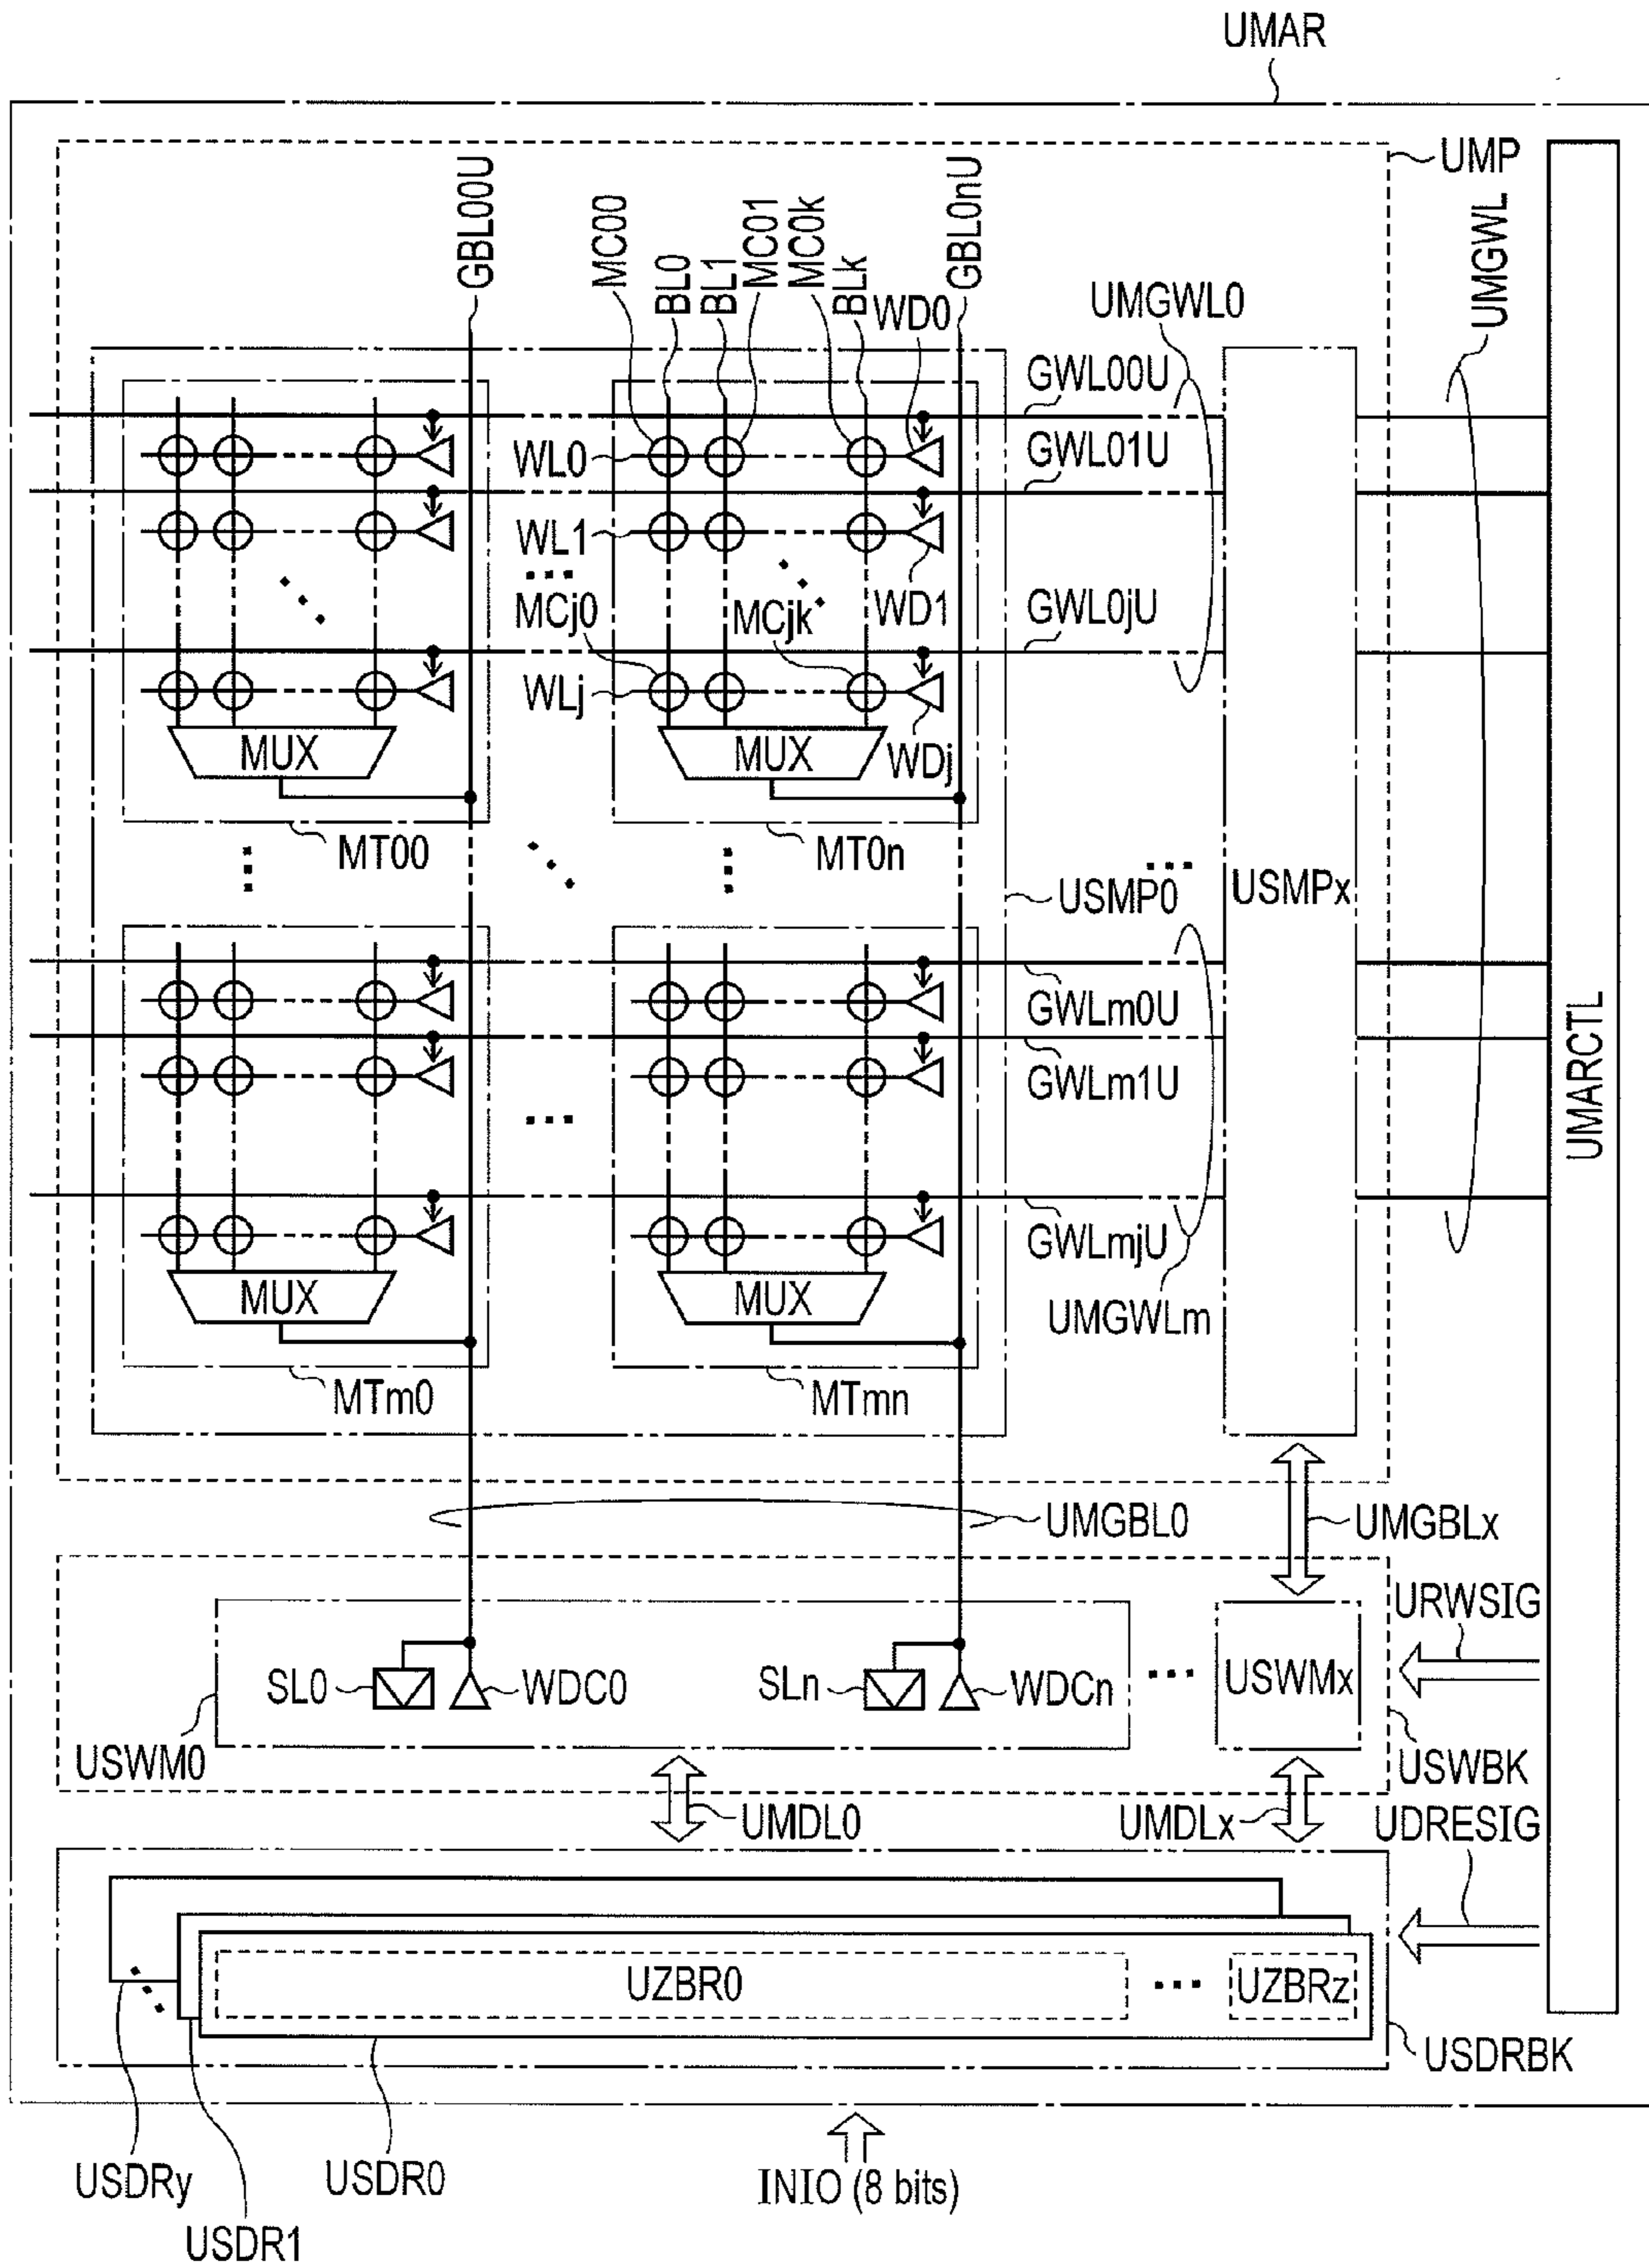 UMAR
UMP
GBL00U
MC00
BL0
BL1
MC01
MC0k
BLk
WD0
GBL0nU
UMGWL0
UMGWL
GWL00U
WL0
GWL01U
WL1
MCj0
MCjk
WD1
GWL0jU
WLj
MUX
MUX
WDj
MT00
MT0n
USMP0
USMPx
GWLm0U
GWLm1U
UMARCTL
GWLmjU
MUX
MUX
UMGWLm
MTm0
MTmn
UMGBL0
UMGBLx
URWSIG
SL0
WDC0
SLn
WDCn
USWMx
USWM0
USWBK
UMDL0
UMDLx
UDRESIG
UZBR0
UZBRz
USDRBK
USDRy
USDR0
INIO (8 bits)
USDR1